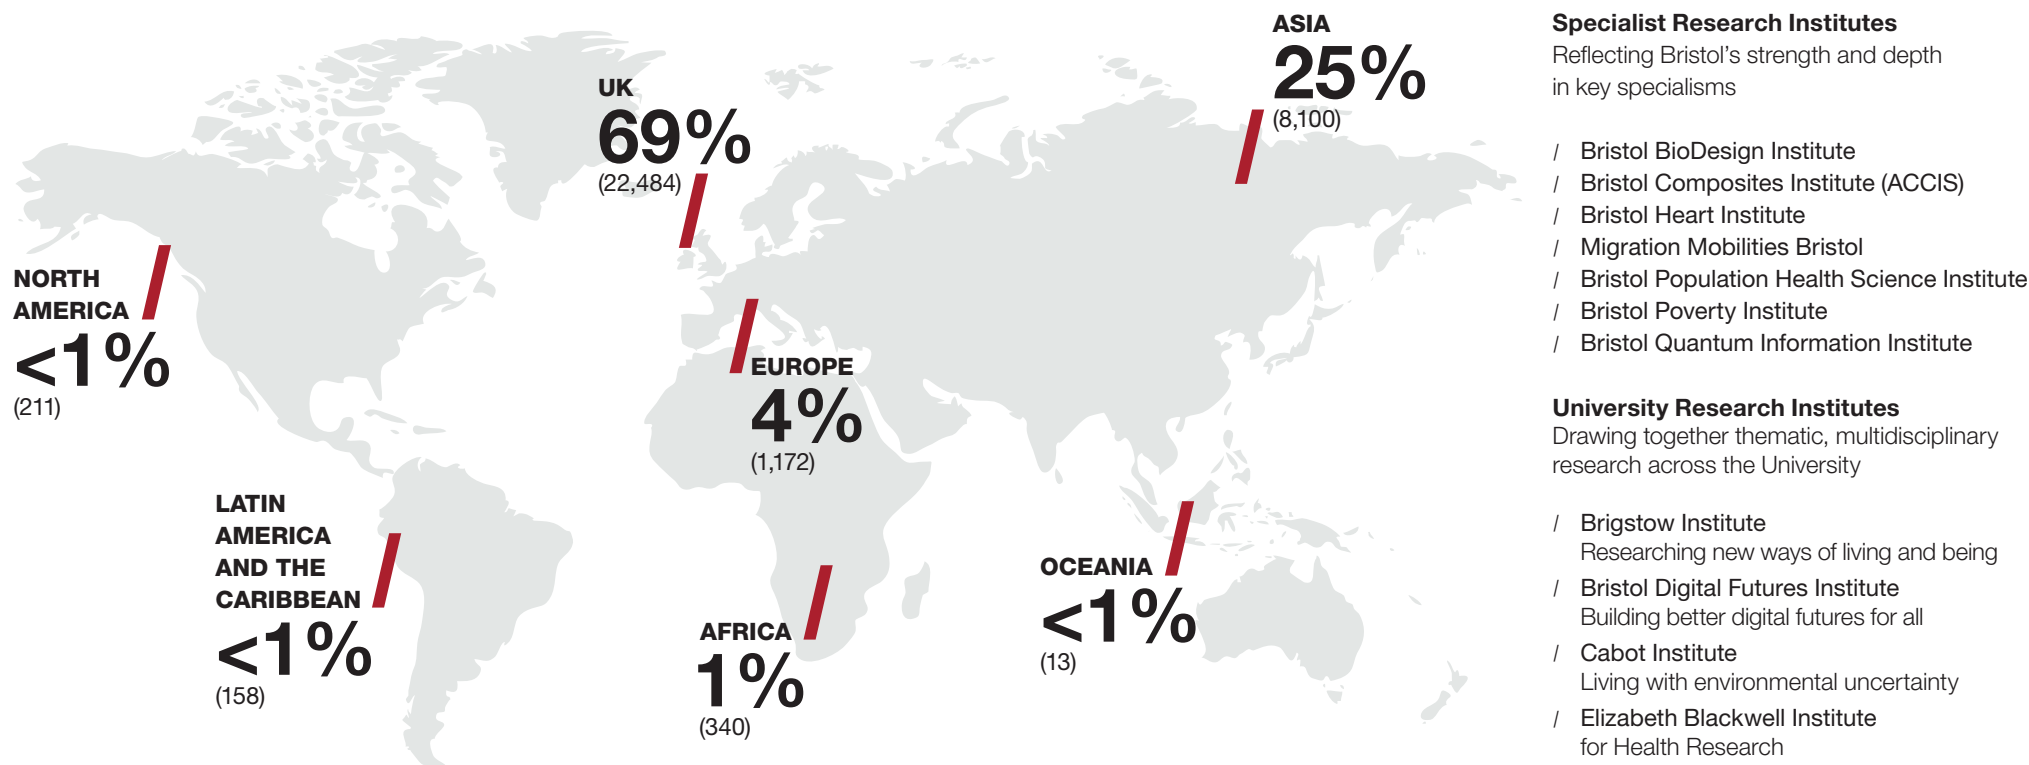 NORTH
AMERICA
<1%
(211)
LATIN
AMERICA
AND THE
CARIBBEAN
<1%
(158)
UK
69%
(22,484)
EUROPE
4%
(1,172)
AFRICA
1%
(340)
ASIA
25%
(8,100)
OCEANIA
<1%
(13)
Specialist Research Institutes
Reflecting Bristol's strength and depth
in key specialisms
/ Bristol BioDesign Institute
/ Bristol Composites Institute (ACCIS)
/ Bristol Heart Institute
/ Migration Mobilities Bristol
/ Bristol Population Health Science Institute
/ Bristol Poverty Institute
/ Bristol Quantum Information Institute
University Research Institutes
Drawing together thematic, multidisciplinary
research across the University
/ Brigstow Institute
Researching new ways of living and being
/ Bristol Digital Futures Institute
Building better digital futures for all
/ Cabot Institute
Living with environmental uncertainty
/ Elizabeth Blackwell Institute
for Health Research